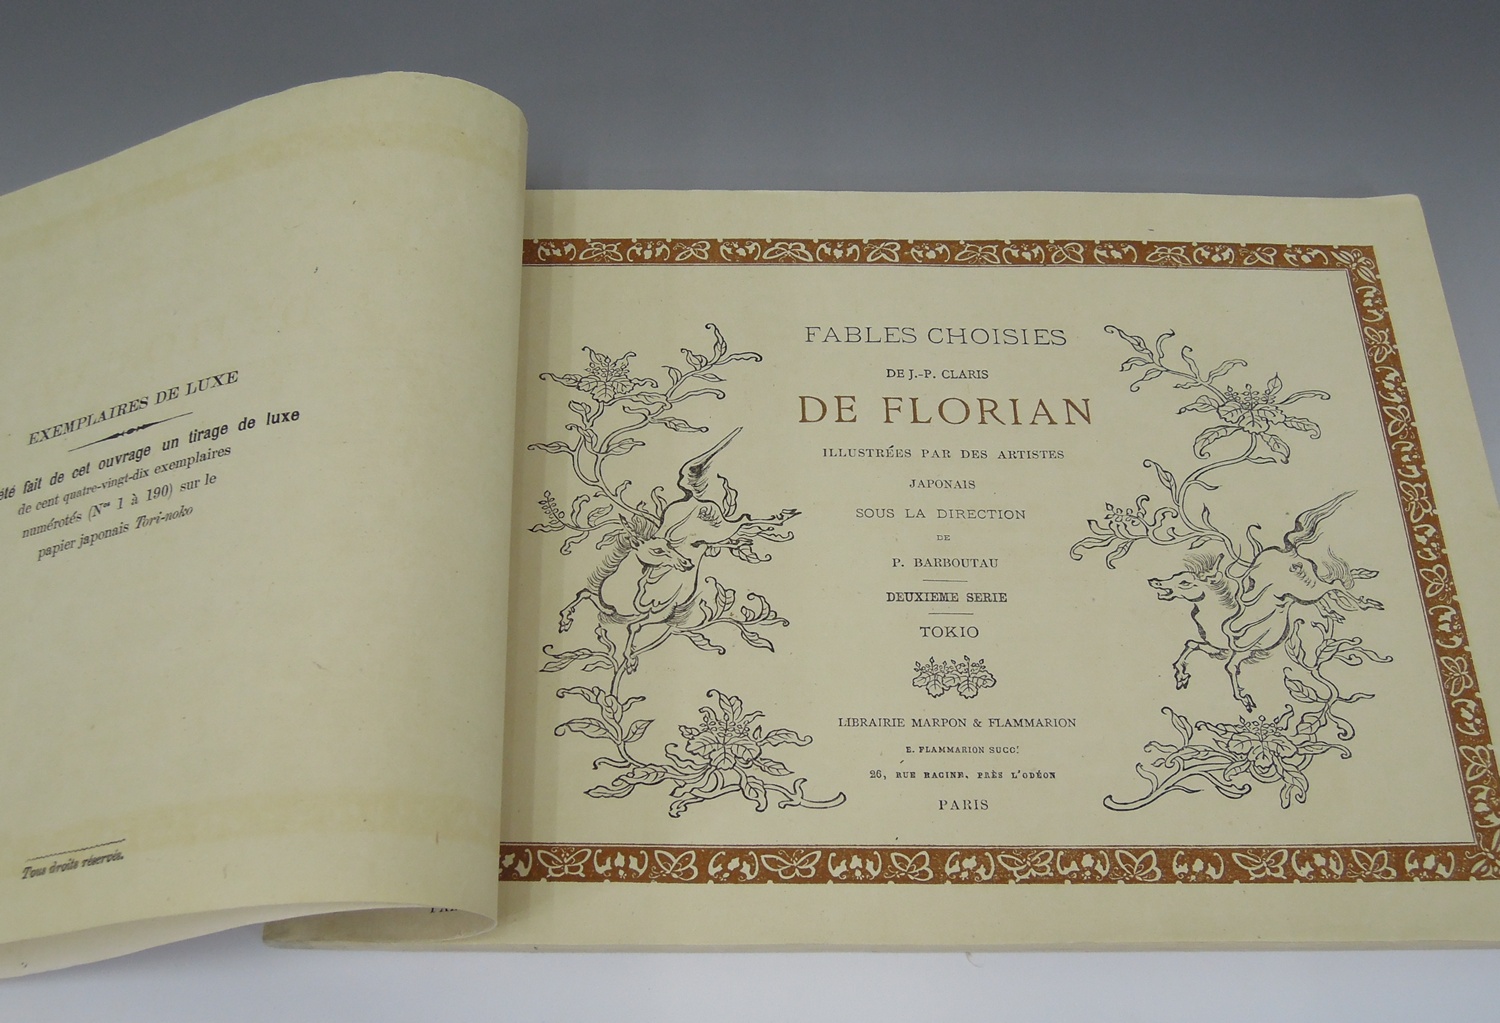 EXEMPLAIRES DE LUXE
été fait de cet ouvrage un tirage de luxe
de cent quatre-vingt-dix exemplaires
numérotés (Nos 1 à 190) sur le
papier japonais Tori-noko
Tous droits réservés.
FABLES CHOISIES
DE J.-P. CLARIS
DE FLORIAN
ILLUSTRÉES PAR DES ARTISTES
JAPONAIS
SOUS LA DIRECTION
DE
P. BARBOUTAU
DEUXIEME SERIE
TOKIO
LIBRAIRIE MARPON & FLAMMARION
E. FLAMMARION SUCCR
26, RUE RACINE, PRÈS L'ODÉON
PARIS